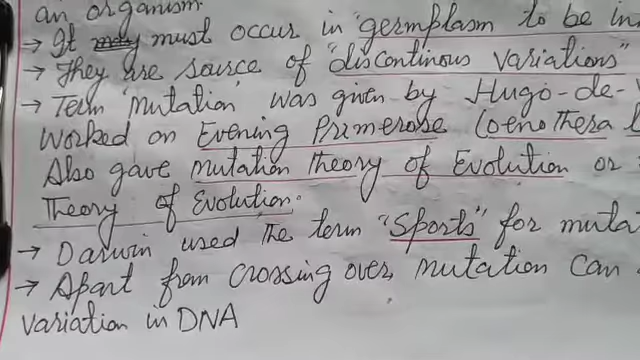 an organism.
→ It must occur in germplasm to be in
→ They are source of "discontinous variations"
→ Term 'mutation' was given by Hugo-de-
Worked on Evening Primerose (oenothera
Also gave mutation theory of Evolution or
Theory of Evolution.
→ Darwin used the term "Sports" for muta
→ Apart from crossing over, mutation can
variation in DNA